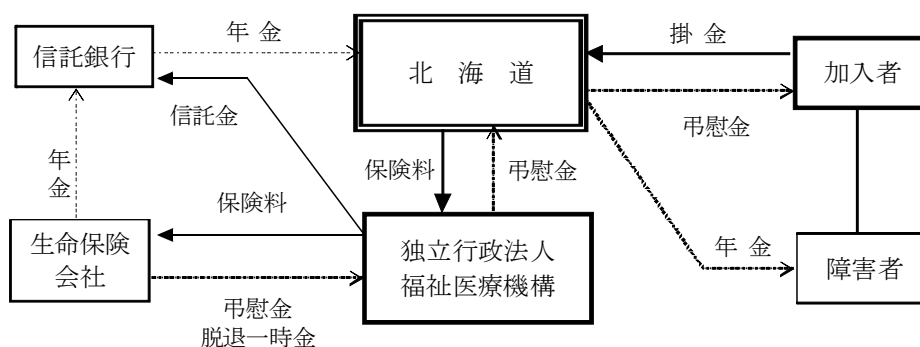 年 金
掛 金
信託銀行
北 海 道
加入者
信託金
弔慰金
年 金
保険料
弔慰金
保険料
生命保険
会社
独立行政法人
福祉医療機構
年 金
障害者
弔慰金
脱退一時金